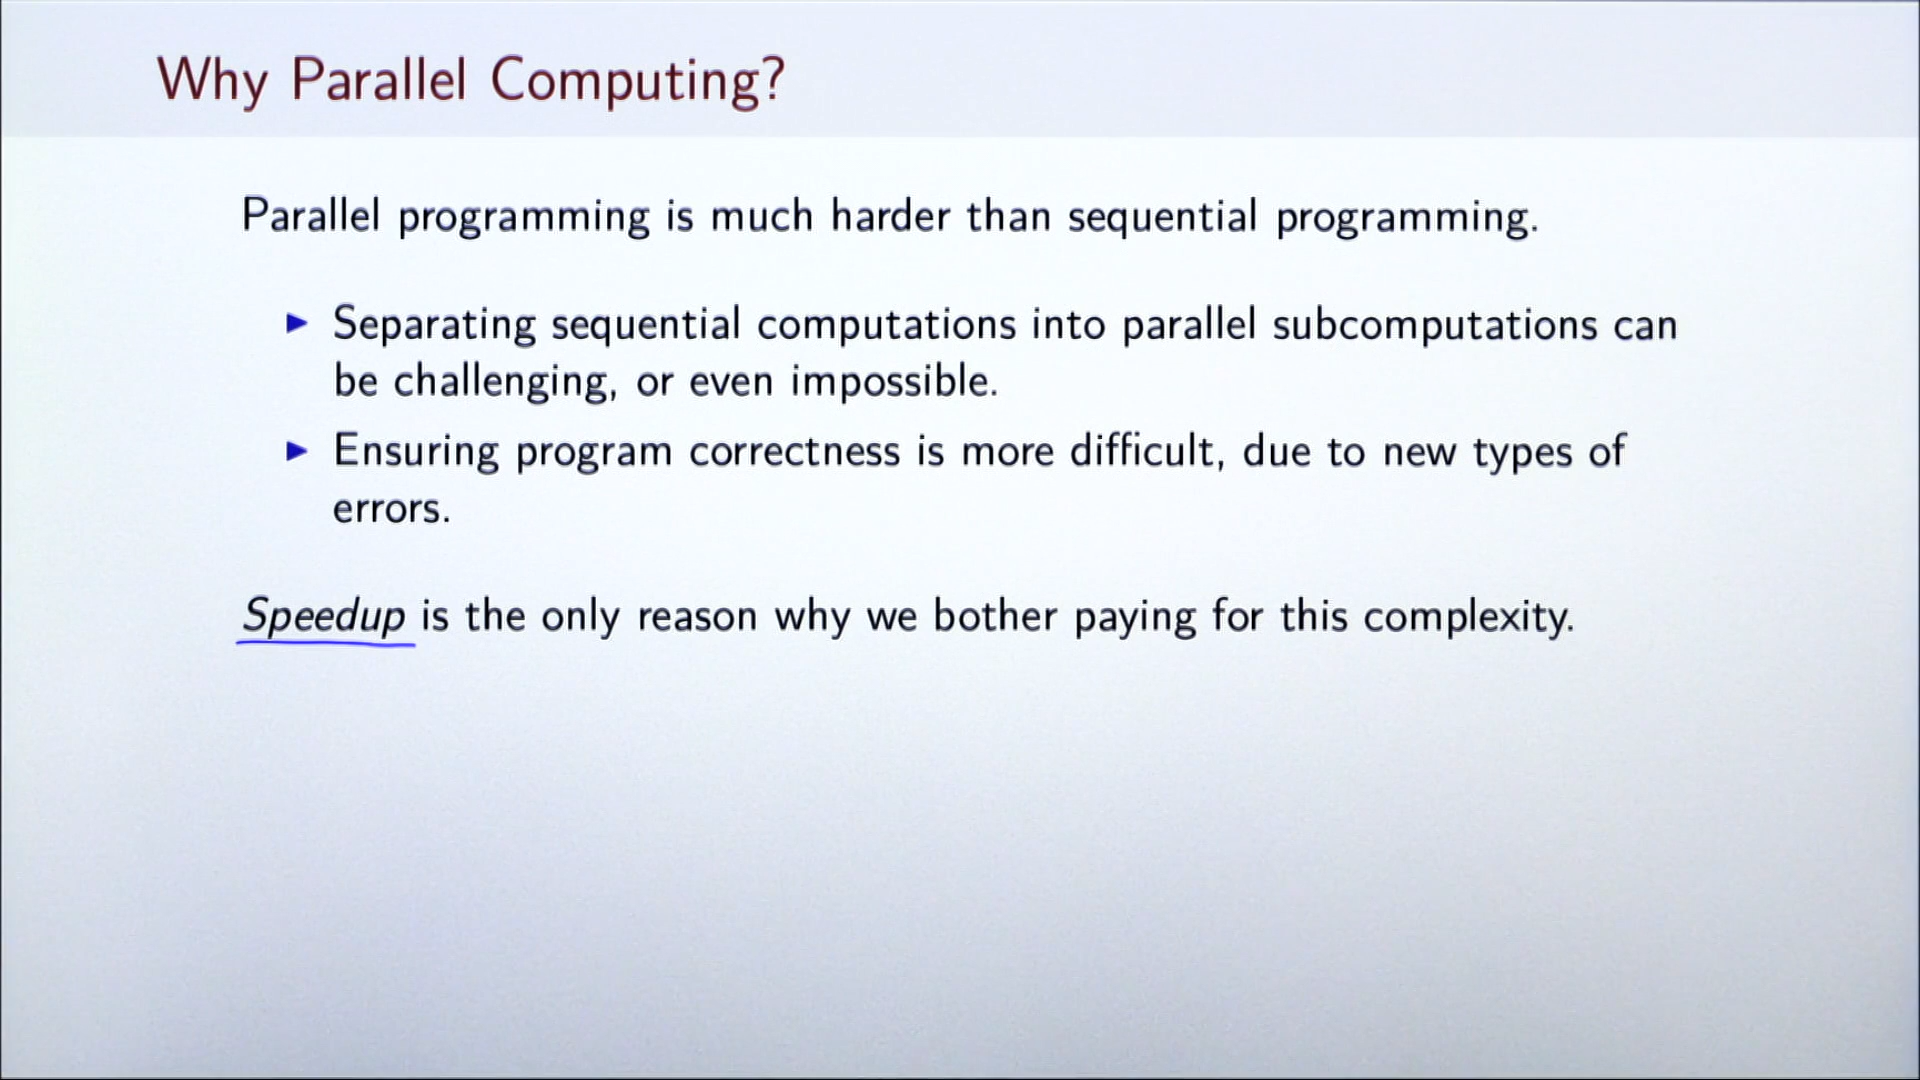 Why Parallel Computing?
Parallel programming is much harder than sequential programming.
▶ Separating sequential computations into parallel subcomputations can
be challenging, or even impossible.
▶ Ensuring program correctness is more difficult, due to new types of
errors.
Speedup is the only reason why we bother paying for this complexity.